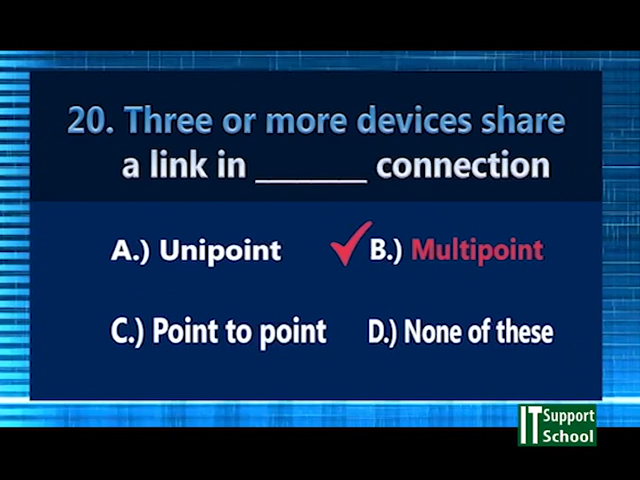 20. Three or more devices share
a link in _______ connection
A.) Unipoint
B.) Multipoint
C.) Point to point
D.) None of these
IT Support
School